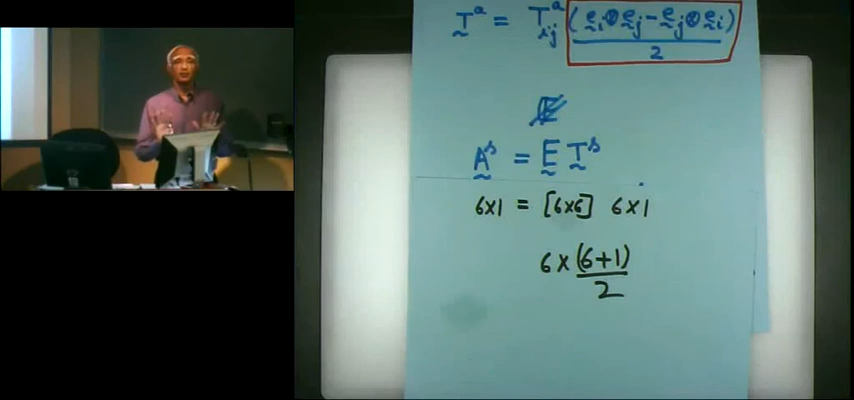 T^a = T^a_ij (e_i ⊗ e_j − e_j ⊗ e_i) / 2
A^s = E T^s
6x1 = [6x6] 6x1
6 x (6+1) / 2